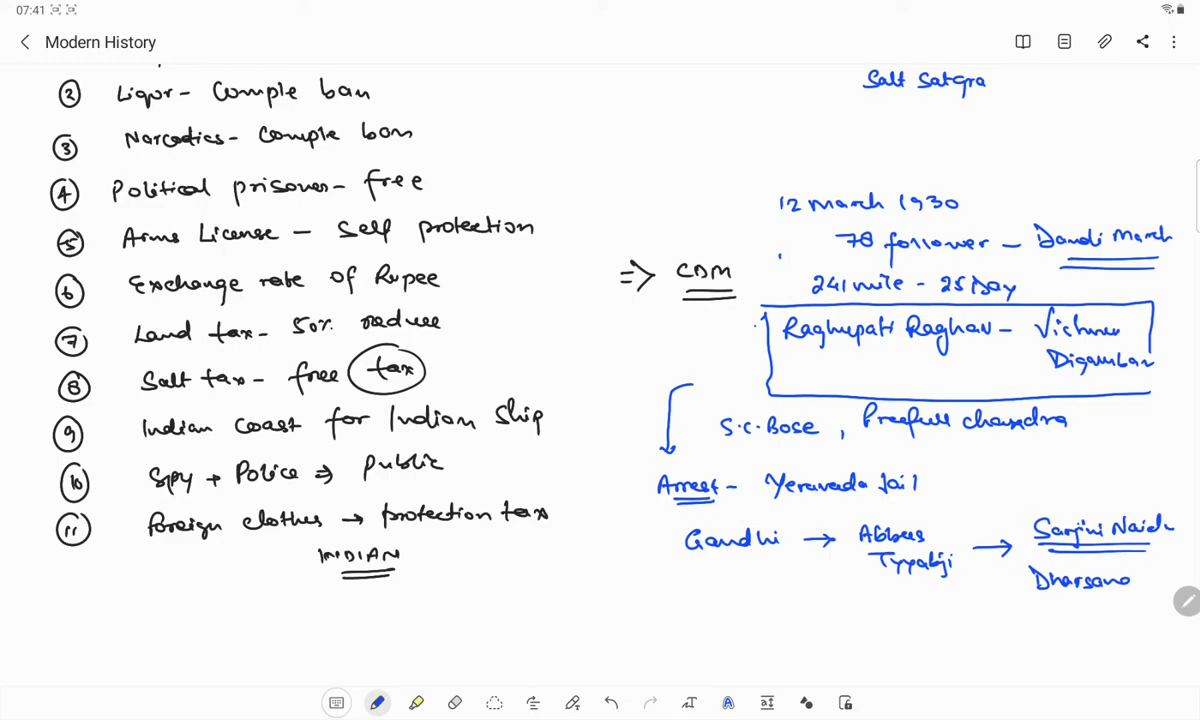 07:41
Modern History
② Liqor - Comple ban
③ Narcodics - Comple ban
④ Political prisoner - free
⑤ Arms License - Self protection
⑥ Exchange rate of Rupee
⑦ Land tax - 50% reduce
⑧ Salt tax - free tax
⑨ Indian coast for Indian ship
⑩ Spy + Police ⇒ public
⑪ Foreign clothes → protection tax
INDIAN
Salt Satgra
12 march 1930
78 follower - Dandi March
⇒ CDM
241 mile - 25 Day
Raghupati Raghav - Vishnu
Digambar
S.C. Bose, Prafull chandra
Arrest - Yeravada Jail
Gandhi → Abbas
Tyyabji → Sarjini Naidu
Dharsana